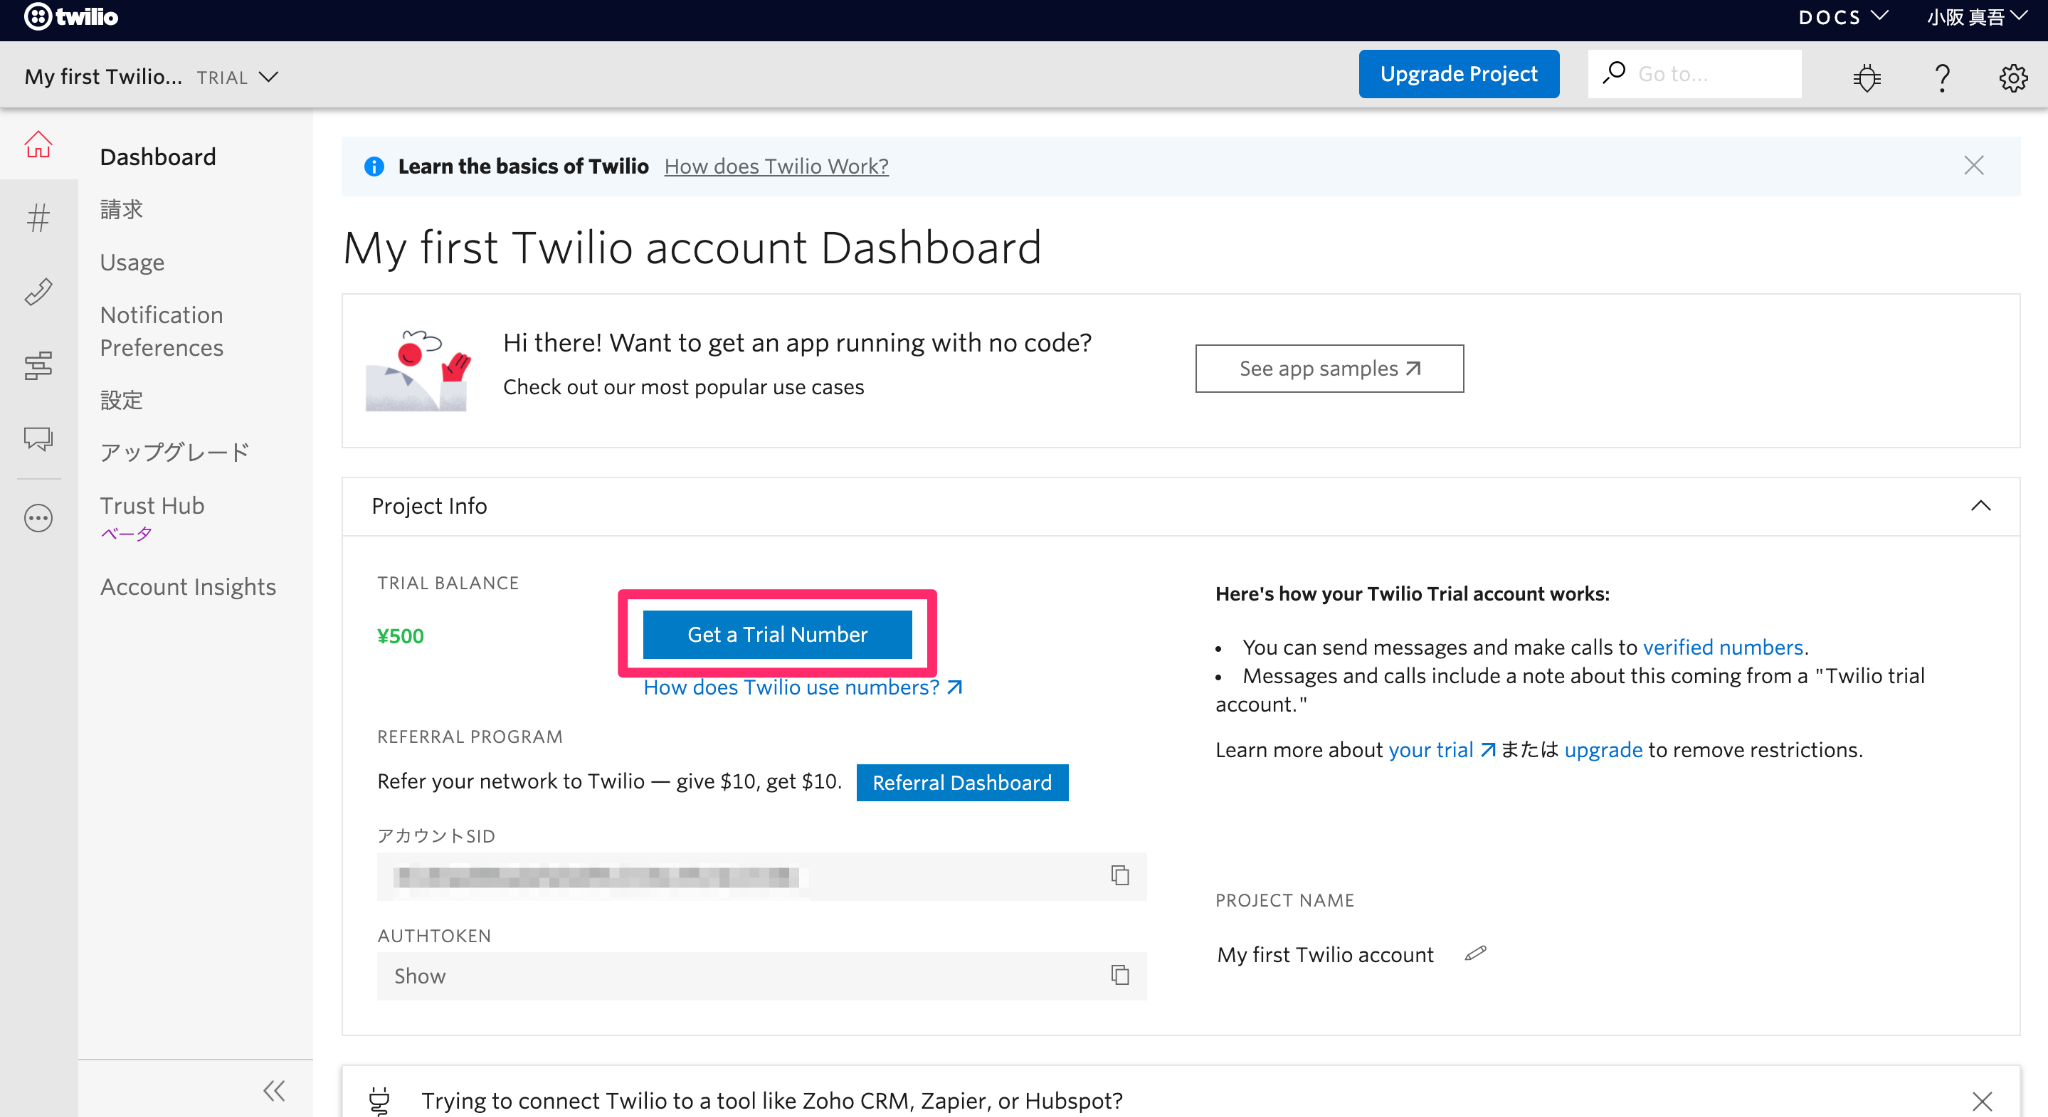 twilio
DOCS
小阪 真吾
My first Twilio... TRIAL
Upgrade Project
Go to...
?
Dashboard
請求
Usage
Notification
Preferences
設定
アップグレード
Trust Hub
ベータ
Account Insights
Learn the basics of Twilio How does Twilio Work?
My first Twilio account Dashboard
Hi there! Want to get an app running with no code?
Check out our most popular use cases
See app samples
Project Info
TRIAL BALANCE
¥500
Get a Trial Number
How does Twilio use numbers?
REFERRAL PROGRAM
Refer your network to Twilio — give $10, get $10.
Referral Dashboard
アカウントSID
AUTHTOKEN
Show
Here's how your Twilio Trial account works:
• You can send messages and make calls to verified numbers.
• Messages and calls include a note about this coming from a "Twilio trial
account."
Learn more about your trial または upgrade to remove restrictions.
PROJECT NAME
My first Twilio account
Trying to connect Twilio to a tool like Zoho CRM, Zapier, or Hubspot?